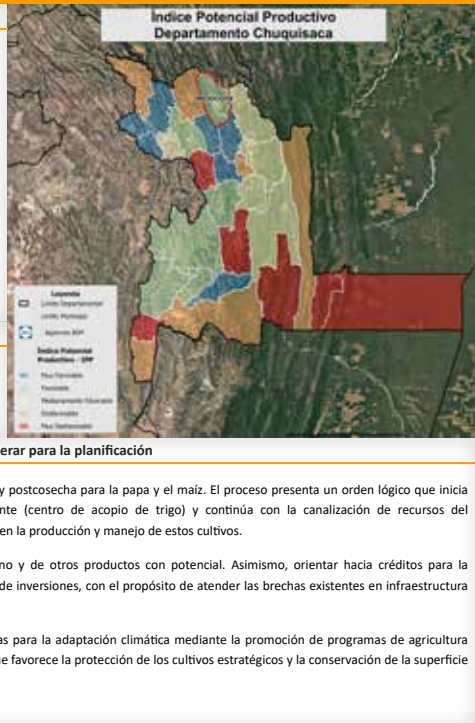 Índice Potencial Productivo
Departamento Chuquisaca
Leyenda
Límite Departamental
Límite Municipal
Agencias BDP
Índice Potencial
Productivo - IPP
Muy Favorable
Favorable
Medianamente Favorable
Desfavorable
Muy Desfavorable
erar para la planificación
y postcosecha para la papa y el maíz. El proceso presenta un orden lógico que inicia
nte (centro de acopio de trigo) y continúa con la canalización de recursos del
en la producción y manejo de estos cultivos.
no y de otros productos con potencial. Asimismo, orientar hacia créditos para la
de inversiones, con el propósito de atender las brechas existentes en infraestructura
as para la adaptación climática mediante la promoción de programas de agricultura
ue favorece la protección de los cultivos estratégicos y la conservación de la superficie